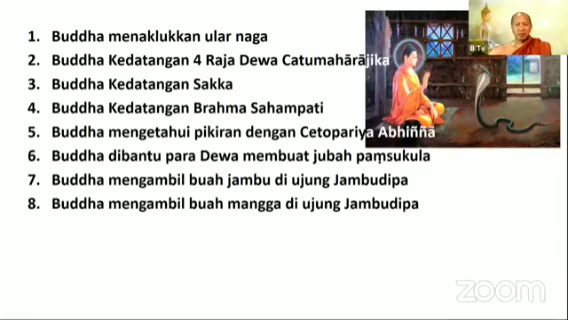 1. Buddha menaklukkan ular naga
2. Buddha Kedatangan 4 Raja Dewa Catumahārājika
3. Buddha Kedatangan Sakka
4. Buddha Kedatangan Brahma Sahampati
5. Buddha mengetahui pikiran dengan Cetopariya Abhiññā
6. Buddha dibantu para Dewa membuat jubah paṃsukula
7. Buddha mengambil buah jambu di ujung Jambudipa
8. Buddha mengambil buah mangga di ujung Jambudipa
B Tv
zoom